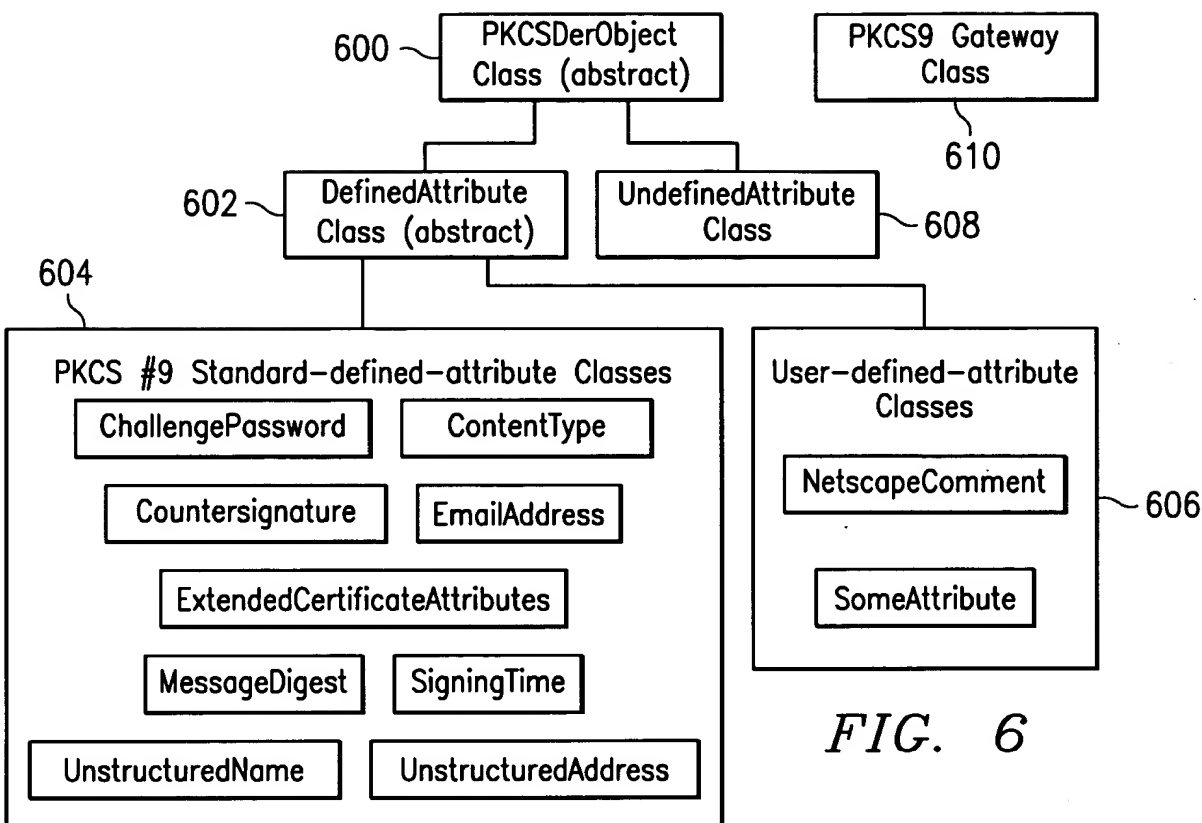 600
PKCSDerObject
Class (abstract)
PKCS9 Gateway
Class
610
602
DefinedAttribute
Class (abstract)
UndefinedAttribute
Class
608
604
PKCS #9 Standard-defined-attribute Classes
ChallengePassword
ContentType
Countersignature
EmailAddress
ExtendedCertificateAttributes
MessageDigest
SigningTime
UnstructuredName
UnstructuredAddress
User-defined-attribute
Classes
NetscapeComment
SomeAttribute
606
FIG. 6